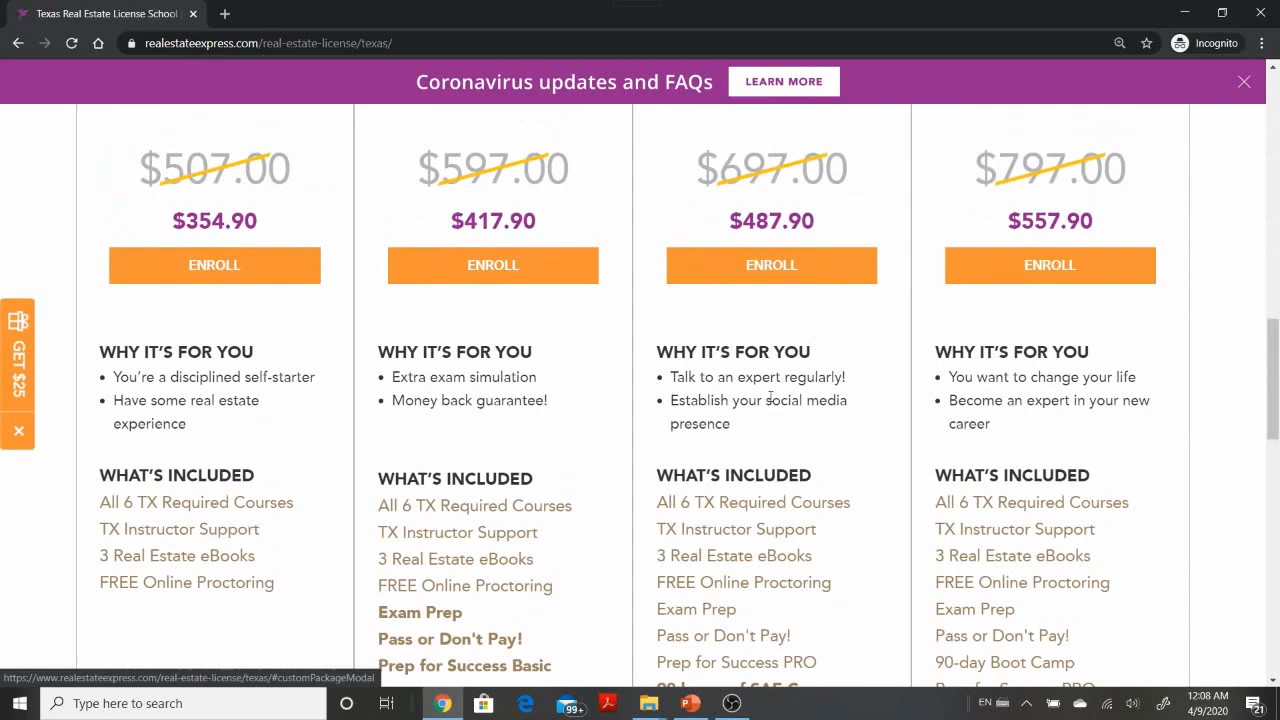 Texas Real Estate License School
realestateexpress.com/real-estate-license/texas/
Incognito
Coronavirus updates and FAQs
LEARN MORE
$507.00
$354.90
ENROLL
WHY IT'S FOR YOU
• You're a disciplined self-starter
• Have some real estate
experience
WHAT'S INCLUDED
All 6 TX Required Courses
TX Instructor Support
3 Real Estate eBooks
FREE Online Proctoring
$597.00
$417.90
ENROLL
WHY IT'S FOR YOU
• Extra exam simulation
• Money back guarantee!
WHAT'S INCLUDED
All 6 TX Required Courses
TX Instructor Support
3 Real Estate eBooks
FREE Online Proctoring
Exam Prep
Pass or Don't Pay!
Prep for Success Basic
$697.00
$487.90
ENROLL
WHY IT'S FOR YOU
• Talk to an expert regularly!
• Establish your social media
presence
WHAT'S INCLUDED
All 6 TX Required Courses
TX Instructor Support
3 Real Estate eBooks
FREE Online Proctoring
Exam Prep
Pass or Don't Pay!
Prep for Success PRO
$797.00
$557.90
ENROLL
WHY IT'S FOR YOU
• You want to change your life
• Become an expert in your new
career
WHAT'S INCLUDED
All 6 TX Required Courses
TX Instructor Support
3 Real Estate eBooks
FREE Online Proctoring
Exam Prep
Pass or Don't Pay!
90-day Boot Camp
Prep for Success PRO
GET $25
https://www.realestateexpress.com/real-estate-license/texas/#customPackageModal
Type here to search
99+
ENG
12:08 AM
4/9/2020
21